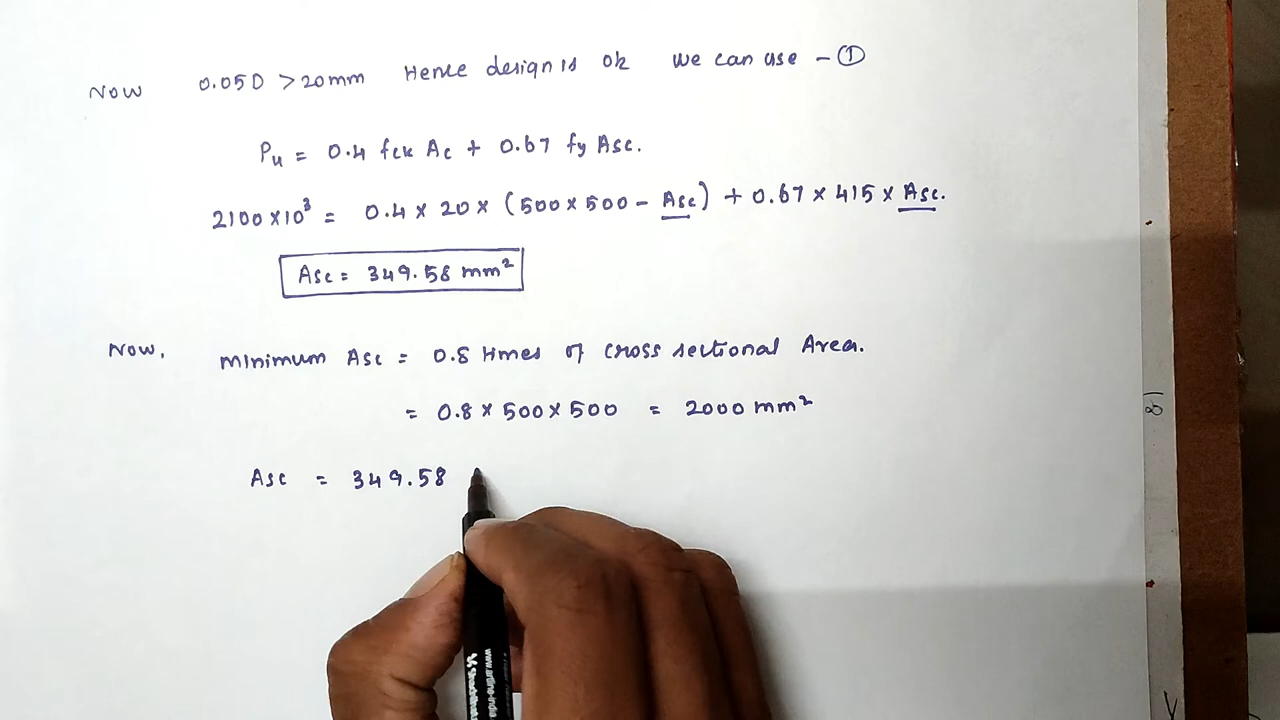 Now 0.05D > 20mm Hence design is ok we can use - ①
Pu = 0.4 fck Ac + 0.67 fy Asc.
2100 x 10³ = 0.4 x 20 x (500 x 500 - Asc) + 0.67 x 415 x Asc.
Asc = 349.58 mm²
Now, Minimum Asc = 0.8 times of cross sectional Area.
= 0.8 x 500 x 500 = 2000 mm²
Asc = 349.58